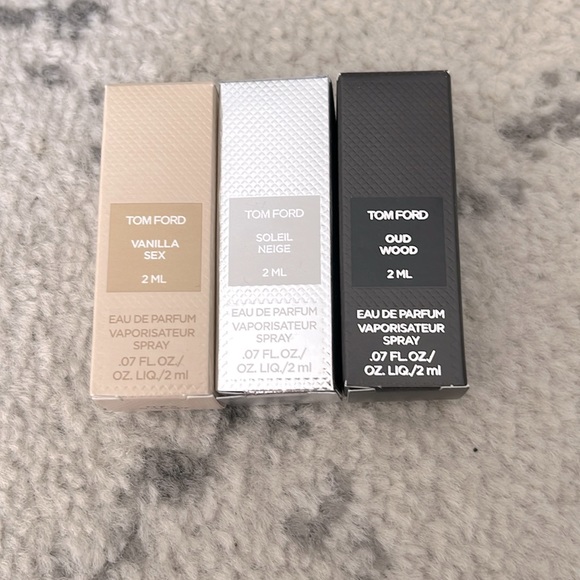 TOM FORD
VANILLA
SEX
2 ML
EAU DE PARFUM
VAPORISATEUR
SPRAY
.07 FL.OZ./
OZ. LIQ./2 ml
TOM FORD
SOLEIL
NEIGE
2 ML
EAU DE PARFUM
VAPORISATEUR
SPRAY
.07 FL.OZ./
OZ. LIQ./2 ml
TOM FORD
OUD
WOOD
2 ML
EAU DE PARFUM
VAPORISATEUR
SPRAY
.07 FL.OZ./
OZ. LIQ./2 ml